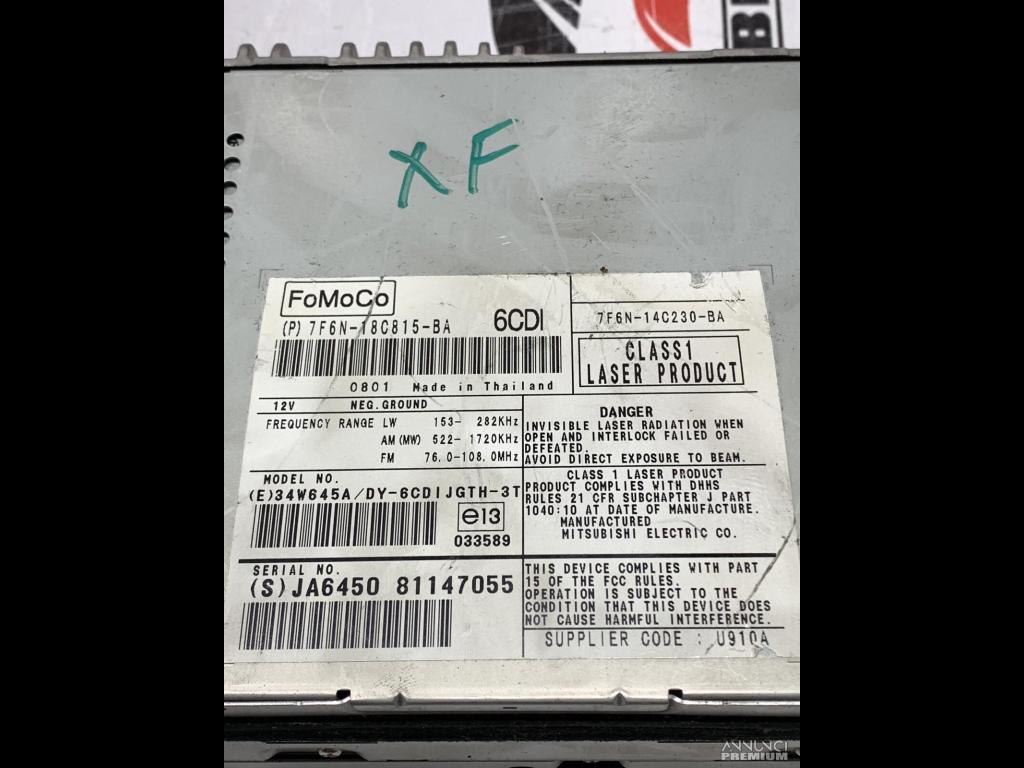 B
XF
FoMoCo
(P) 7F6N-18C815-BA 6CDI
0801 Made in Thailand
7F6N-14C230-BA
CLASS1
LASER PRODUCT
12V NEG.GROUND
FREQUENCY RANGE LW 153- 282KHz
AM(MW) 522- 1720KHz
FM 76.0-108.0MHz
DANGER
INVISIBLE LASER RADIATION WHEN
OPEN AND INTERLOCK FAILED OR
DEFEATED.
AVOID DIRECT EXPOSURE TO BEAM.
MODEL NO.
(E)34W645A/DY-6CDIJGTH-3T
e13
033589
CLASS 1 LASER PRODUCT
PRODUCT COMPLIES WITH DHHS
RULES 21 CFR SUBCHAPTER J PART
1040:10 AT DATE OF MANUFACTURE.
MANUFACTURED
MITSUBISHI ELECTRIC CO.
SERIAL NO.
(S)JA6450 81147055
THIS DEVICE COMPLIES WITH PART
15 OF THE FCC RULES.
OPERATION IS SUBJECT TO THE
CONDITION THAT THIS DEVICE DOES
NOT CAUSE HARMFUL INTERFERENCE.
SUPPLIER CODE : U910A
ANNUNCI
PREMIUM